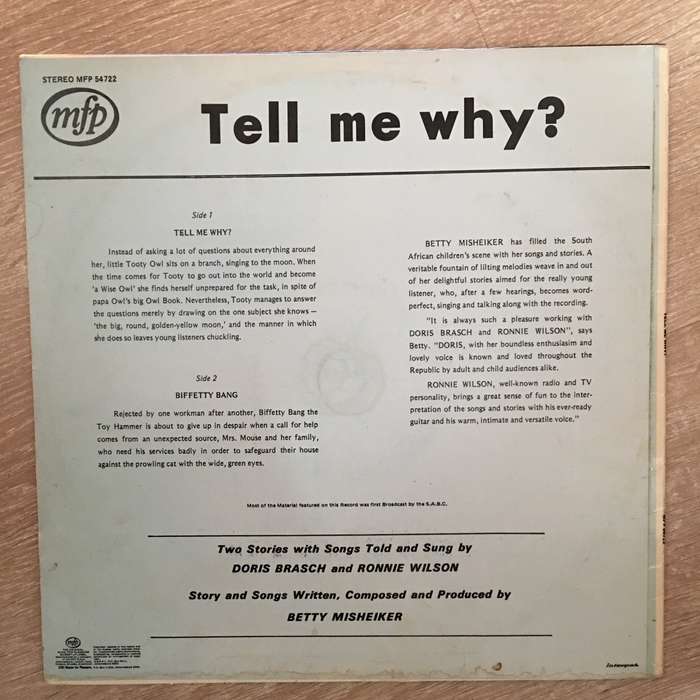 STEREO MFP 54722
mfp
Tell me why?
Side 1
TELL ME WHY?
Instead of asking a lot of questions about everything around
her, little Tooty Owl sits on a branch, singing to the moon. When
the time comes for Tooty to go out into the world and become
'a Wise Owl' she finds herself unprepared for the task, in spite of
papa Owl's big Owl Book. Nevertheless, Tooty manages to answer
the questions merely by drawing on the one subject she knows —
'the big, round, golden-yellow moon,' and the manner in which
she does so leaves young listeners chuckling.
Side 2
BIFFETTY BANG
Rejected by one workman after another, Biffetty Bang the
Toy Hammer is about to give up in despair when a call for help
comes from an unexpected source, Mrs. Mouse and her family,
who need his services badly in order to safeguard their house
against the prowling cat with the wide, green eyes.
BETTY MISHEIKER has filled the South
African children's scene with her songs and stories. A
veritable fountain of lilting melodies weave in and out
of her delightful stories aimed for the really young
listener, who, after a few hearings, becomes word-
perfect, singing and talking along with the recording.
"It is always such a pleasure working with
DORIS BRASCH and RONNIE WILSON", says
Betty. "DORIS, with her boundless enthusiasim and
lovely voice is known and loved throughout the
Republic by adult and child audiences alike.
RONNIE WILSON, well-known radio and TV
personality, brings a great sense of fun to the inter-
pretation of the songs and stories with his ever-ready
guitar and his warm, intimate and versatile voice."
Most of the Material featured on this Record was first Broadcast by the S.A.B.C.
Two Stories with Songs Told and Sung by
DORIS BRASCH and RONNIE WILSON
Story and Songs Written, Composed and Produced by
BETTY MISHEIKER
mfp
Interpak